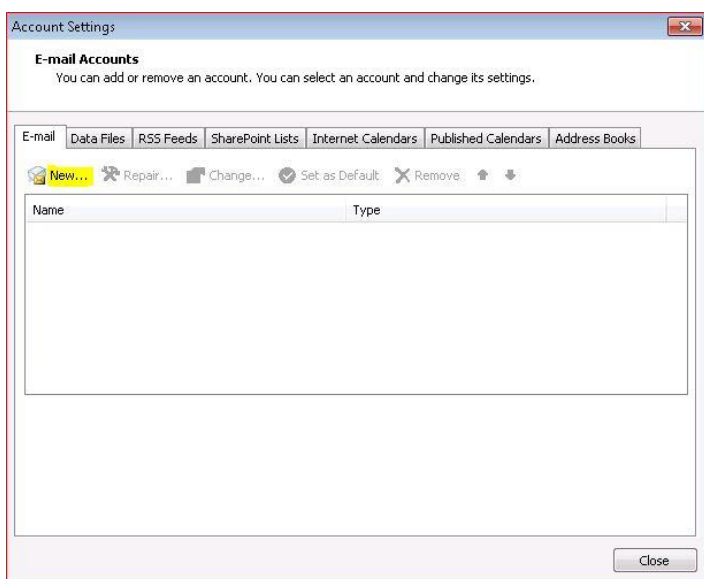 Account Settings
E-mail Accounts
You can add or remove an account. You can select an account and change its settings.
E-mail Data Files RSS Feeds SharePoint Lists Internet Calendars Published Calendars Address Books
New... Repair... Change... Set as Default Remove
Name Type
Close